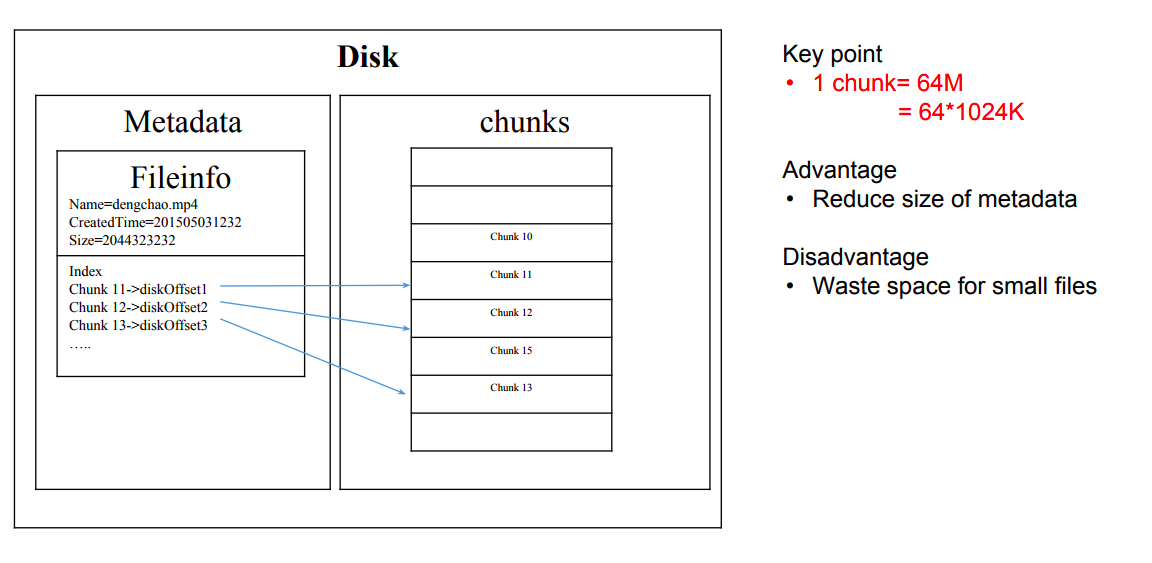 Disk
Metadata
Fileinfo
Name=dengchao.mp4
CreatedTime=201505031232
Size=2044323232
Index
Chunk 11->diskOffset1
Chunk 12->diskOffset2
Chunk 13->diskOffset3
…..
chunks
Chunk 10
Chunk 11
Chunk 12
Chunk 15
Chunk 13
Key point
• 1 chunk= 64M
= 64*1024K
Advantage
• Reduce size of metadata
Disadvantage
• Waste space for small files